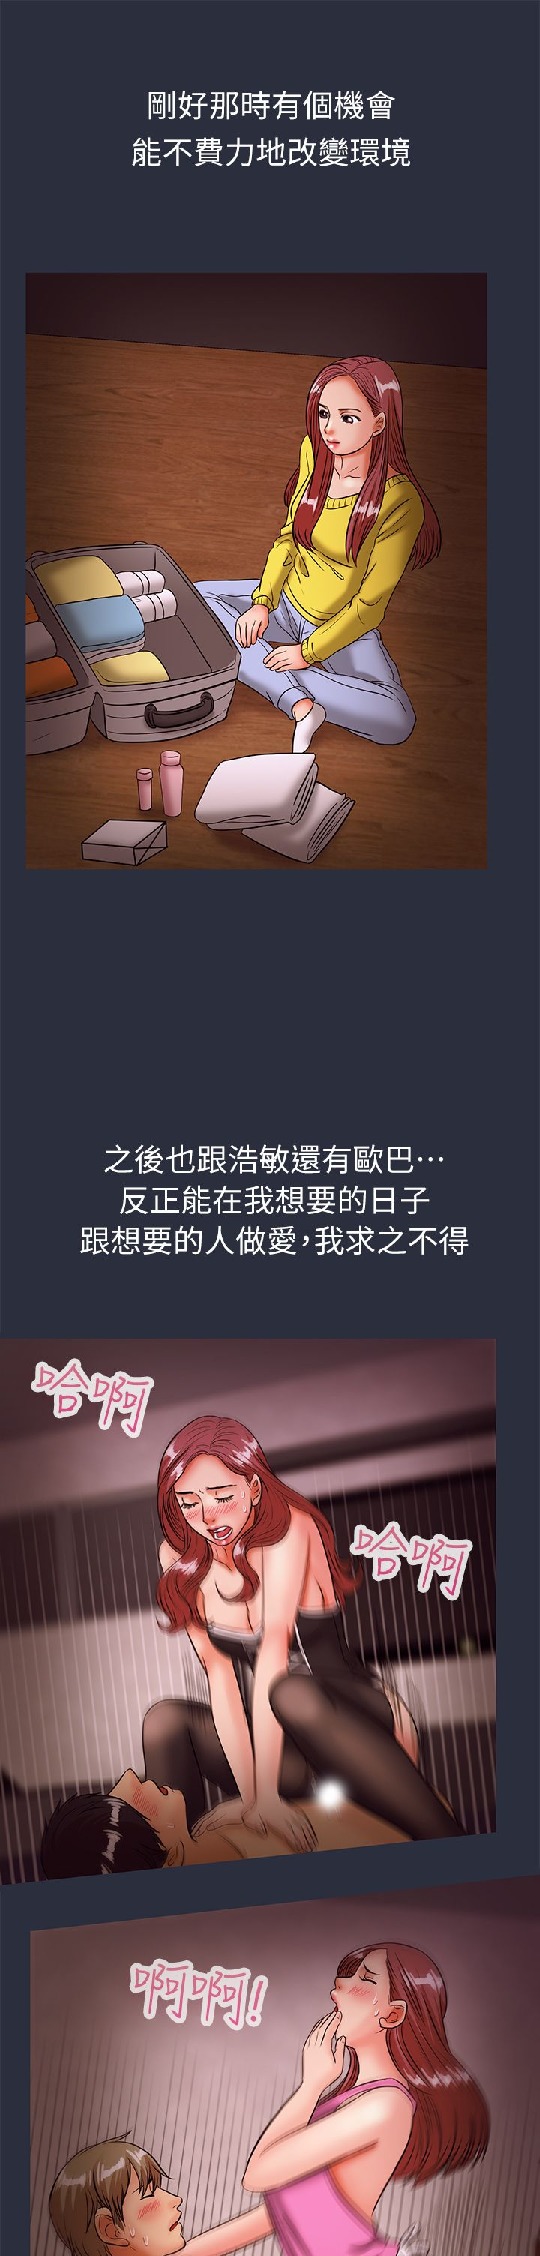 剛好那時有個機會
能不費力地改變環境
之後也跟浩敏還有歐巴⋯
反正能在我想要的日子
跟想要的人做愛,我求之不得
哈啊
哈啊
啊啊!